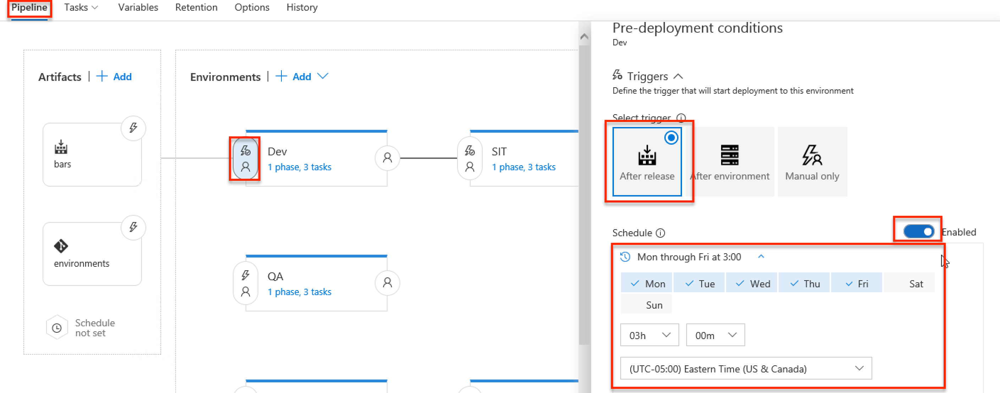 Pipeline Tasks Variables Retention Options History
Artifacts | + Add
bars
environments
Schedule
not set
Environments | + Add
Dev
1 phase, 3 tasks
SIT
1 phase, 3 tasks
QA
1 phase, 3 tasks
Pre-deployment conditions
Dev
Triggers
Define the trigger that will start deployment to this environment
Select trigger
After release
After environment
Manual only
Schedule
Enabled
Mon through Fri at 3:00
Mon Tue Wed Thu Fri Sat
Sun
03h 00m
(UTC-05:00) Eastern Time (US & Canada)